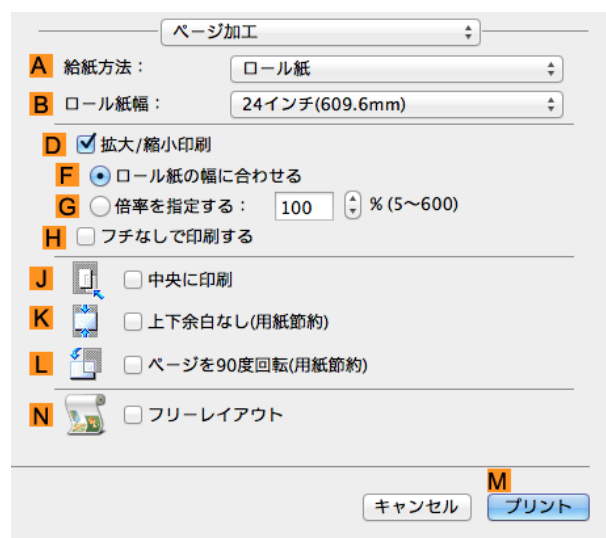 ページ加工
A 給紙方法： ロール紙
B ロール紙幅： 24インチ(609.6mm)
D 拡大/縮小印刷
F ロール紙の幅に合わせる
G 倍率を指定する： 100 % (5〜600)
H フチなしで印刷する
J 中央に印刷
K 上下余白なし(用紙節約)
L ページを90度回転(用紙節約)
N フリーレイアウト
M
キャンセル プリント